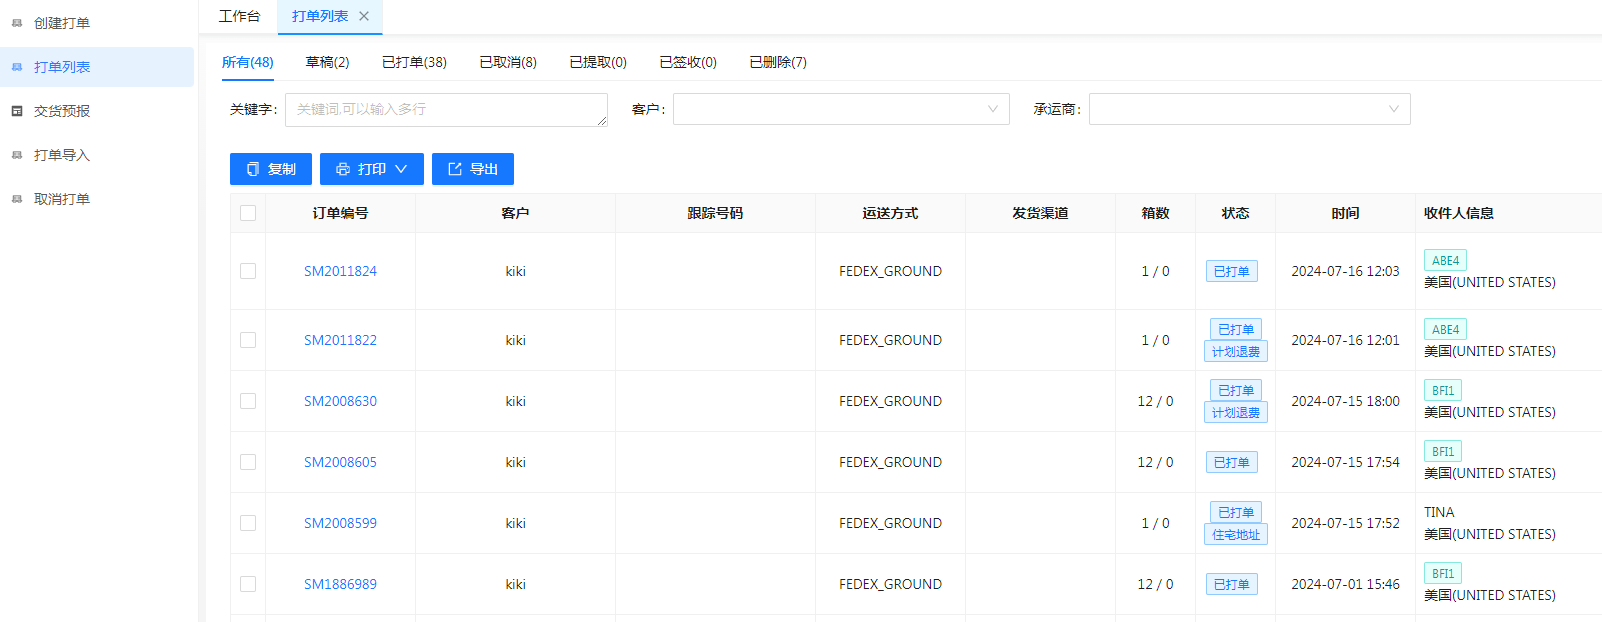 创建打单
打单列表
交货预报
打单导入
取消打单
工作台 打单列表
所有(48) 草稿(2) 已打单(38) 已取消(8) 已提取(0) 已签收(0) 已删除(7)
关键字: 关键词,可以输入多行 客户: 承运商:
复制 打印 导出
订单编号 客户 跟踪号码 运送方式 发货渠道 箱数 状态 时间 收件人信息
SM2011824 kiki FEDEX_GROUND 1 / 0 已打单 2024-07-16 12:03 ABE4
美国(UNITED STATES)
SM2011822 kiki FEDEX_GROUND 1 / 0 已打单 2024-07-16 12:01 ABE4
计划退费 美国(UNITED STATES)
SM2008630 kiki FEDEX_GROUND 12 / 0 已打单 2024-07-15 18:00 BFI1
计划退费 美国(UNITED STATES)
SM2008605 kiki FEDEX_GROUND 12 / 0 已打单 2024-07-15 17:54 BFI1
美国(UNITED STATES)
SM2008599 kiki FEDEX_GROUND 1 / 0 已打单 2024-07-15 17:52 TINA
住宅地址 美国(UNITED STATES)
SM1886989 kiki FEDEX_GROUND 12 / 0 已打单 2024-07-01 15:46 BFI1
美国(UNITED STATES)